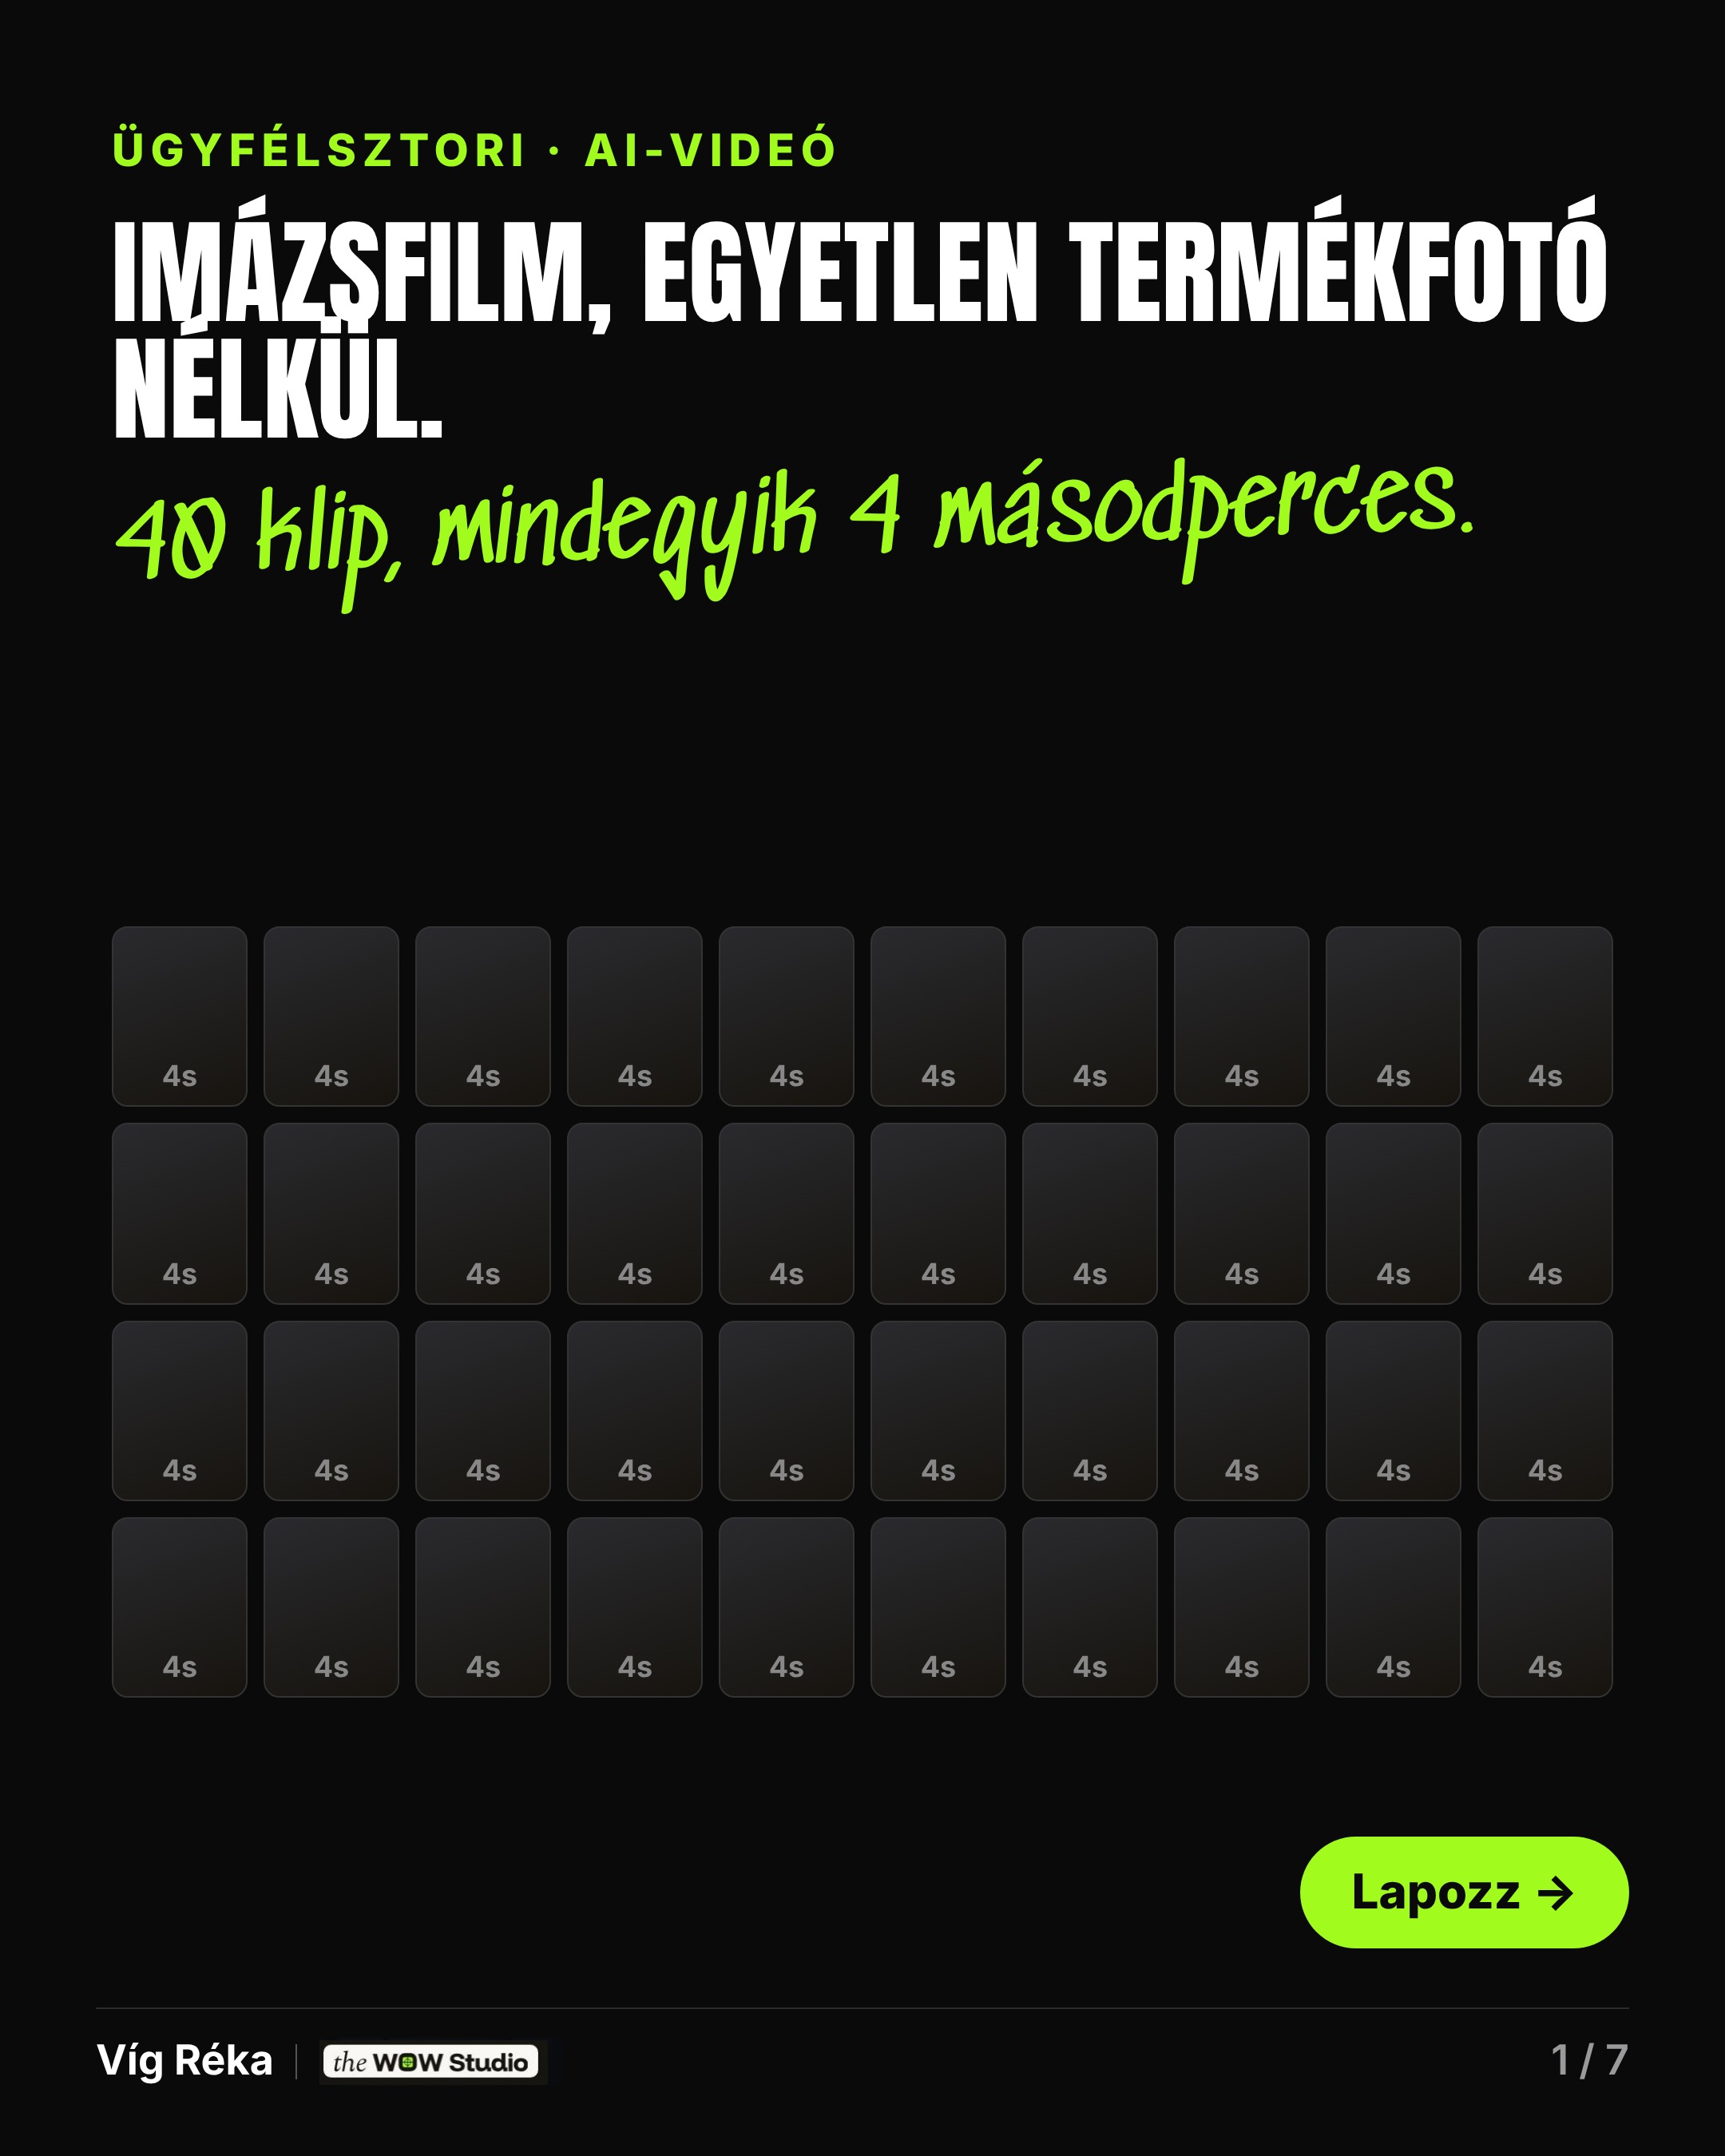 ÜGYFÉLSZTORI · AI-VIDEÓ
IMÁZSFILM, EGYETLEN TERMÉKFOTÓ
NÉLKÜL.
40 klip, mindegyik 4 másodperces.
4s 4s 4s 4s 4s 4s 4s 4s 4s 4s
4s 4s 4s 4s 4s 4s 4s 4s 4s 4s
4s 4s 4s 4s 4s 4s 4s 4s 4s 4s
4s 4s 4s 4s 4s 4s 4s 4s 4s 4s
Lapozz →
Víg Réka | the WOW Studio 1 / 7